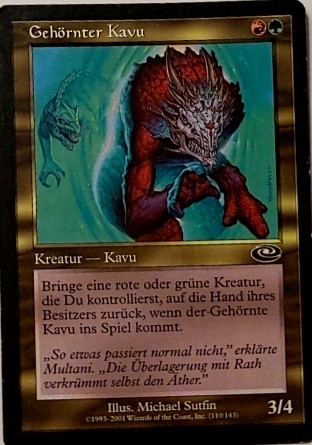 Gehörnter Kavu
Kreatur — Kavu
Bringe eine rote oder grüne Kreatur,
die Du kontrollierst, auf die Hand ihres
Besitzers zurück, wenn der Gehörnte
Kavu ins Spiel kommt.
„So etwas passiert normal nicht,” erklärte
Multani. „Die Überlagerung mit Rath
verkrümmt selbst den Äther.”
Illus. Michael Sutfin
©1993-2001 Wizards of the Coast, Inc. (110/143)
3/4